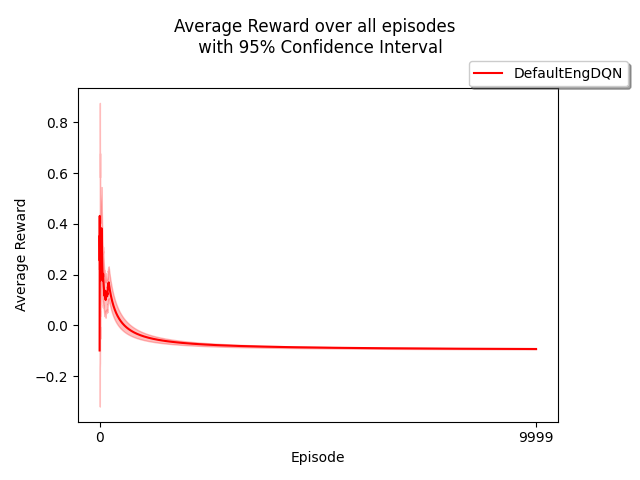 Average Reward over all episodes
with 95% Confidence Interval
DefaultEngDQN
Average Reward
0.8
0.6
0.4
0.2
0.0
−0.2
0
9999
Episode